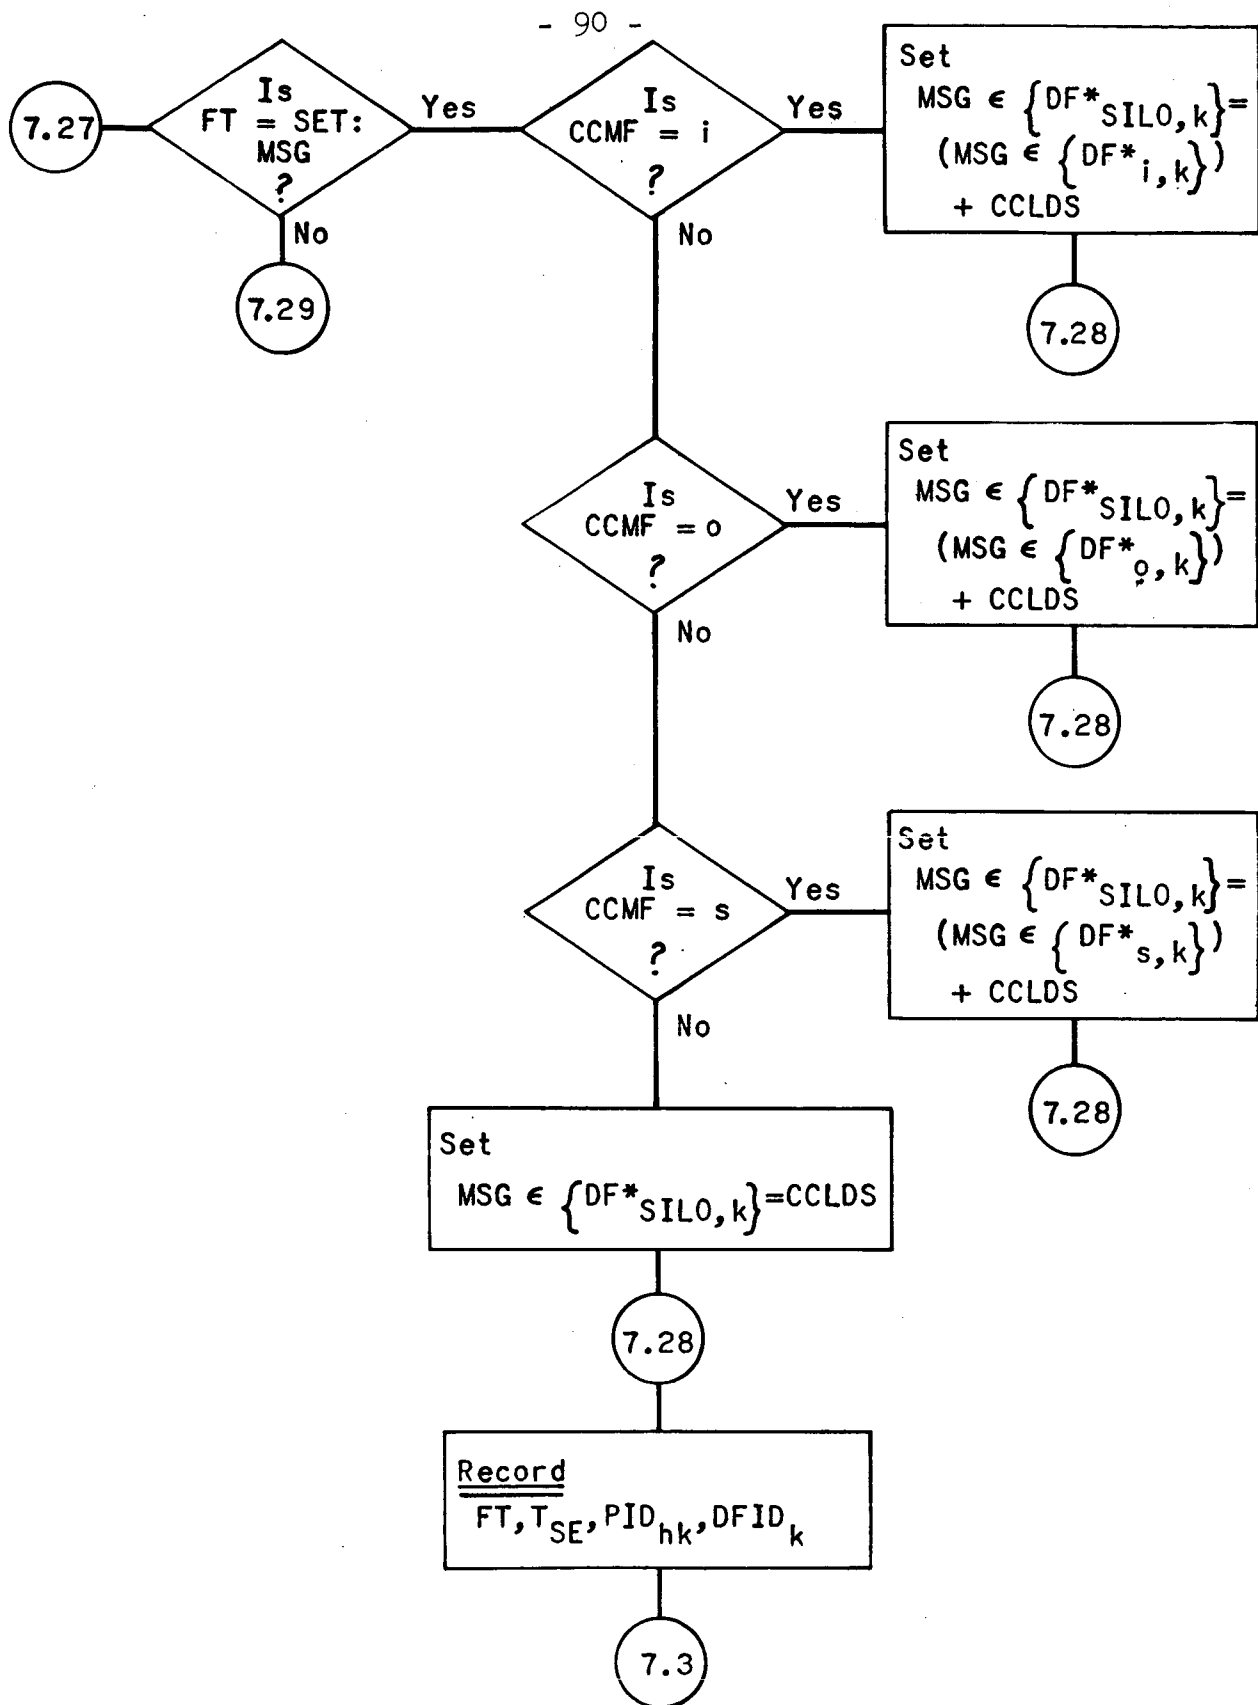 - 90 -
7.27
Is
FT = SET:
MSG
?
Yes
No
7.29
Is
CCMF = i
?
Yes
No
Set
MSG ϵ {DF*SILO,k}=
(MSG ϵ {DF*i,k})
+ CCLDS
7.28
Is
CCMF = o
?
Yes
No
Set
MSG ϵ {DF*SILO,k}=
(MSG ϵ {DF*o,k})
+ CCLDS
7.28
Is
CCMF = s
?
Yes
No
Set
MSG ϵ {DF*SILO,k}=
(MSG ϵ {DF*s,k})
+ CCLDS
7.28
Set
MSG ϵ {DF*SILO,k}=CCLDS
7.28
Record
FT,TSE,PIDhk,DFIDk
7.3